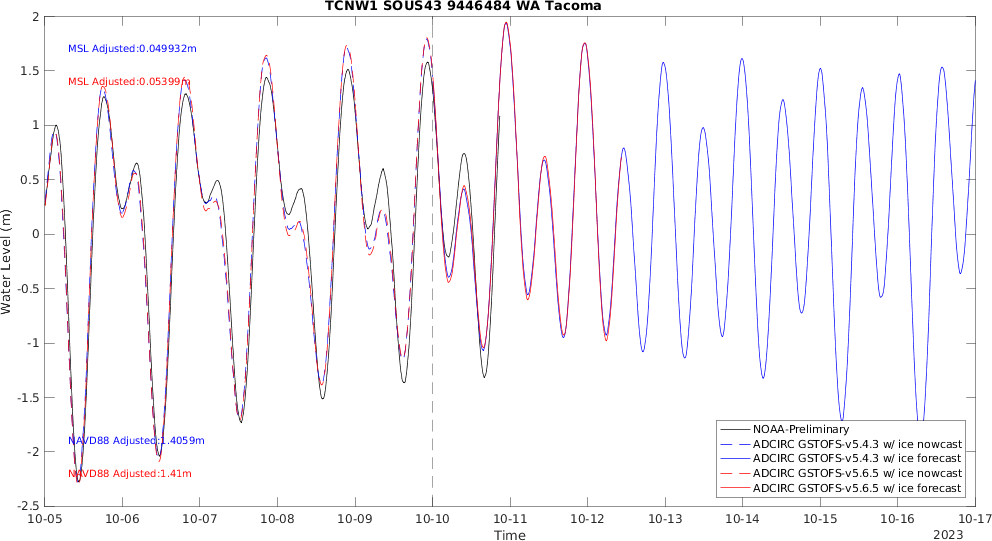 TCNW1 SOUS43 9446484 WA Tacoma
2
1.5
1
0.5
0
-0.5
-1
-1.5
-2
-2.5
Water Level (m)
MSL Adjusted:0.049932m
MSL Adjusted:0.05399m
NAVD88 Adjusted:1.4059m
NAVD88 Adjusted:1.41m
NOAA-Preliminary
ADCIRC GSTOFS-v5.4.3 w/ ice nowcast
ADCIRC GSTOFS-v5.4.3 w/ ice forecast
ADCIRC GSTOFS-v5.6.5 w/ ice nowcast
ADCIRC GSTOFS-v5.6.5 w/ ice forecast
10-05 10-06 10-07 10-08 10-09 10-10 10-11 10-12 10-13 10-14 10-15 10-16 10-17
Time
2023